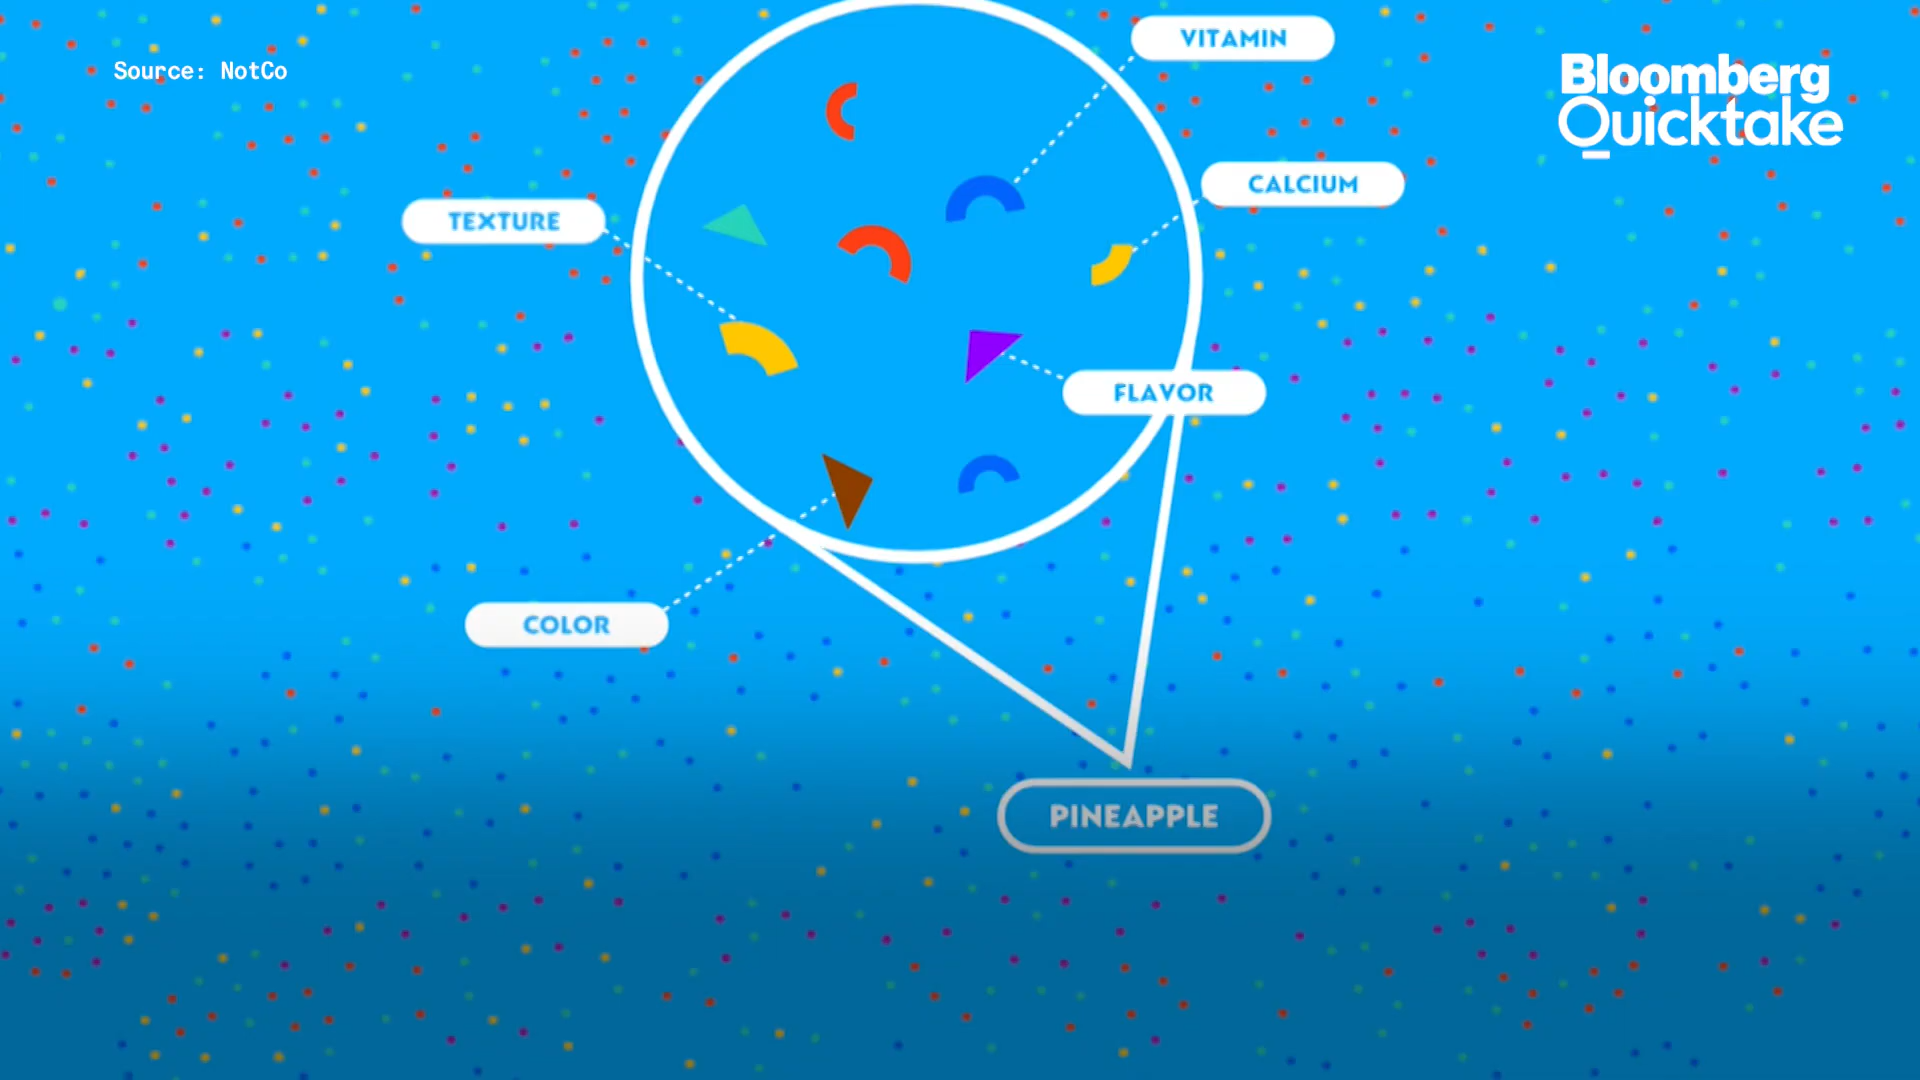 Source: NotCo
Bloomberg
Quicktake
VITAMIN
CALCIUM
TEXTURE
FLAVOR
COLOR
PINEAPPLE